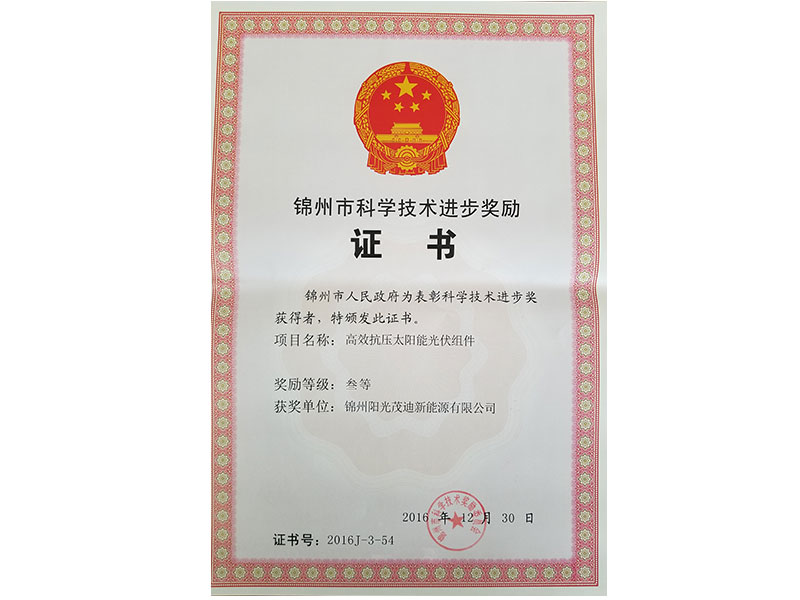 锦州市科学技术进步奖励
证 书
锦州市人民政府为表彰科学技术进步奖
获得者，特颁发此证书。
项目名称：高效抗压太阳能光伏组件
奖励等级：叁等
获奖单位：锦州阳光茂迪新能源有限公司
2016 年 12 月 30 日
证书号：2016J-3-54